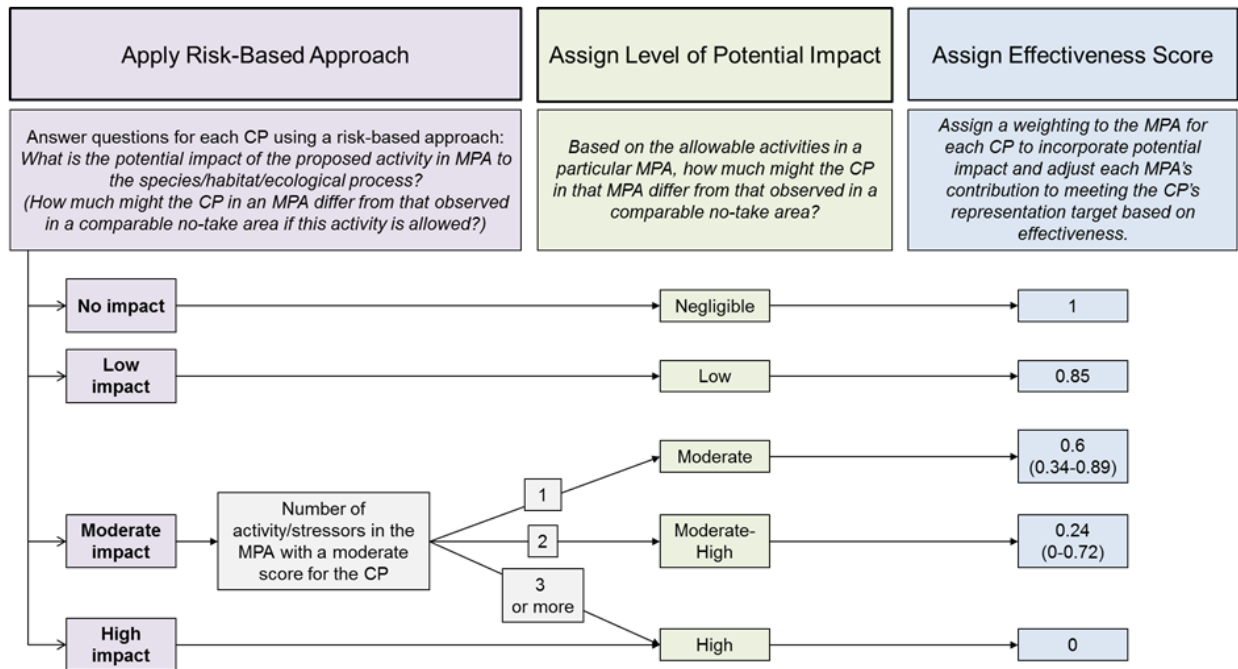 Apply Risk-Based Approach
Assign Level of Potential Impact
Assign Effectiveness Score
Answer questions for each CP using a risk-based approach:
What is the potential impact of the proposed activity in MPA to
the species/habitat/ecological process?
(How much might the CP in an MPA differ from that observed
in a comparable no-take area if this activity is allowed?)
Based on the allowable activities in a
particular MPA, how much might the CP
in that MPA differ from that observed in a
comparable no-take area?
Assign a weighting to the MPA for
each CP to incorporate potential
impact and adjust each MPA's
contribution to meeting the CP's
representation target based on
effectiveness.
No impact
Negligible
1
Low
impact
Low
0.85
Moderate
impact
Number of
activity/stressors in the
MPA with a moderate
score for the CP
1
Moderate
0.6
(0.34-0.89)
2
Moderate-
High
0.24
(0-0.72)
3
or more
High
impact
High
0